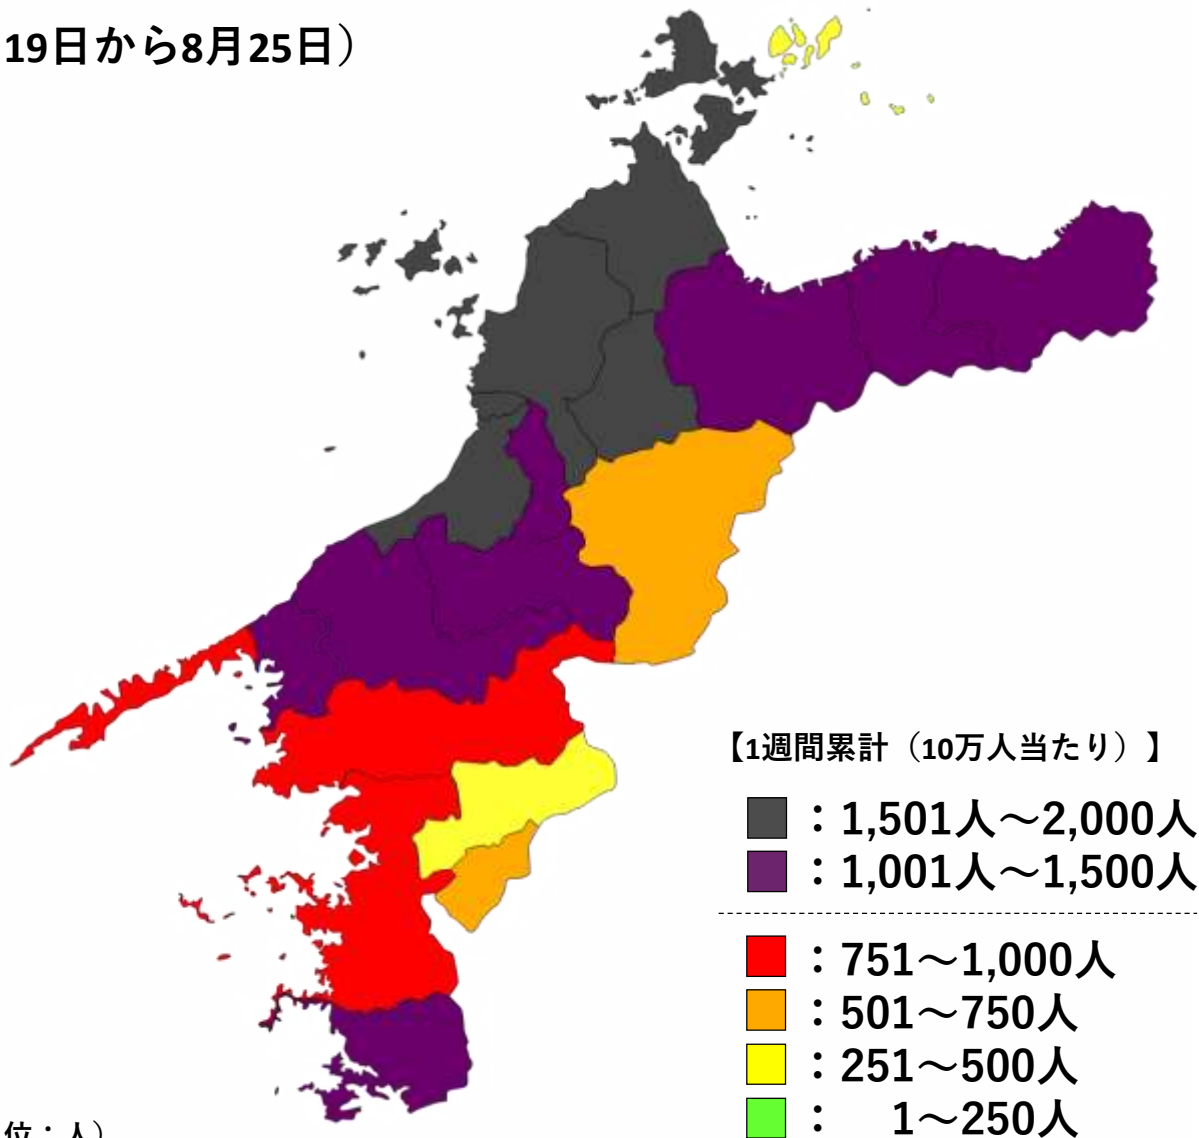 19日から8月25日）
【1週間累計（10万人当たり）】
：1,501人～2,000人
：1,001人～1,500人
：751～1,000人
：501～750人
：251～500人
：　1～250人
位：人）